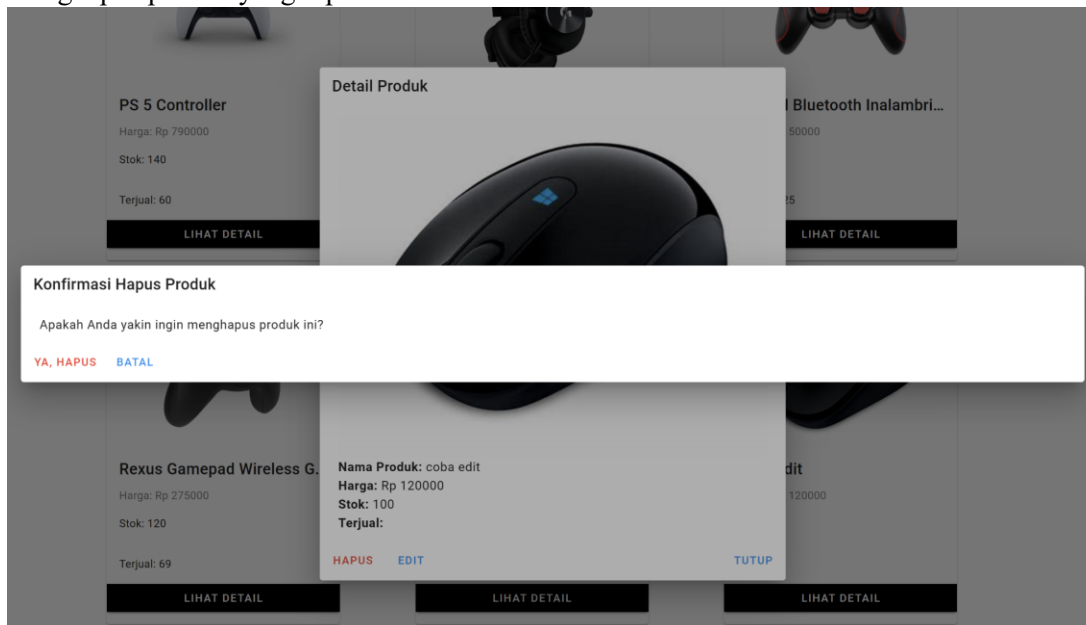 Detail Produk
PS 5 Controller
Harga: Rp 790000
Stok: 140
Terjual: 60
LIHAT DETAIL
Bluetooth Inalambri...
50000
25
LIHAT DETAIL
Konfirmasi Hapus Produk
Apakah Anda yakin ingin menghapus produk ini?
YA, HAPUS BATAL
Rexus Gamepad Wireless G.
Harga: Rp 275000
Stok: 120
Terjual: 69
LIHAT DETAIL
Nama Produk: coba edit
Harga: Rp 120000
Stok: 100
Terjual:
HAPUS EDIT TUTUP
LIHAT DETAIL
dit
120000
LIHAT DETAIL